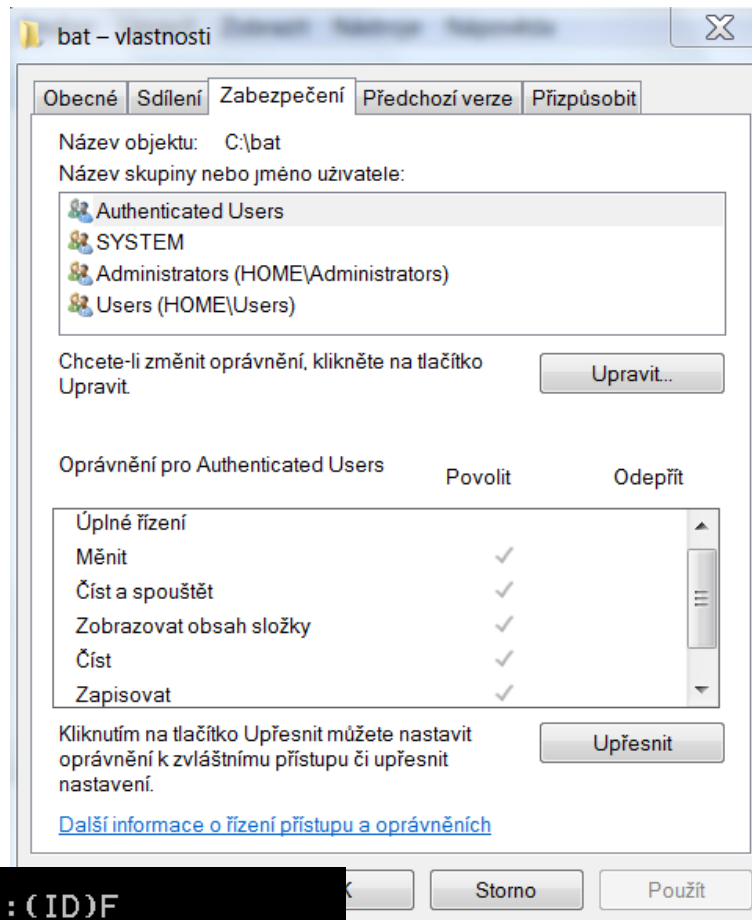 bat – vlastnosti
Obecné Sdílení Zabezpečení Předchozí verze Přizpůsobit
Název objektu: C:\bat
Název skupiny nebo jméno uživatele:
Authenticated Users
SYSTEM
Administrators (HOME\Administrators)
Users (HOME\Users)
Chcete-li změnit oprávnění, klikněte na tlačítko
Upravit.
Upravit...
Oprávnění pro Authenticated Users Povolit Odepřít
Úplné řízení
Měnit
Číst a spouštět
Zobrazovat obsah složky
Číst
Zapisovat
Kliknutím na tlačítko Upřesnit můžete nastavit
oprávnění k zvláštnímu přístupu či upřesnit
nastavení.
Upřesnit
Další informace o řízení přístupu a oprávněních
Storno Použít
:(ID)F